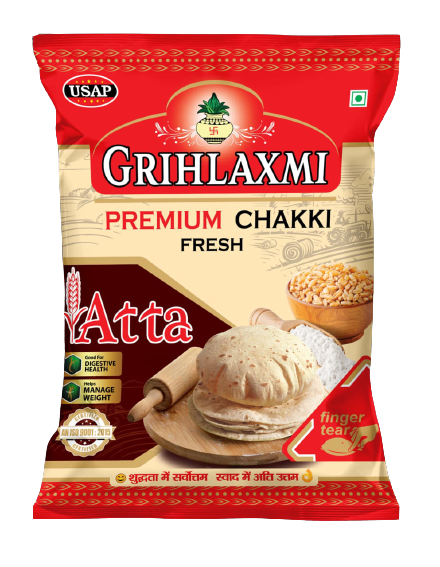 USAP
GRIHLAXMI
PREMIUM CHAKKI
FRESH
Atta
Good For
DIGESTIVE
HEALTH
Helps
MANAGE
WEIGHT
AN ISO 9001 : 2015
CERTIFIED
finger
tear
शुद्धता में सर्वोत्तम स्वाद में अति उत्तम